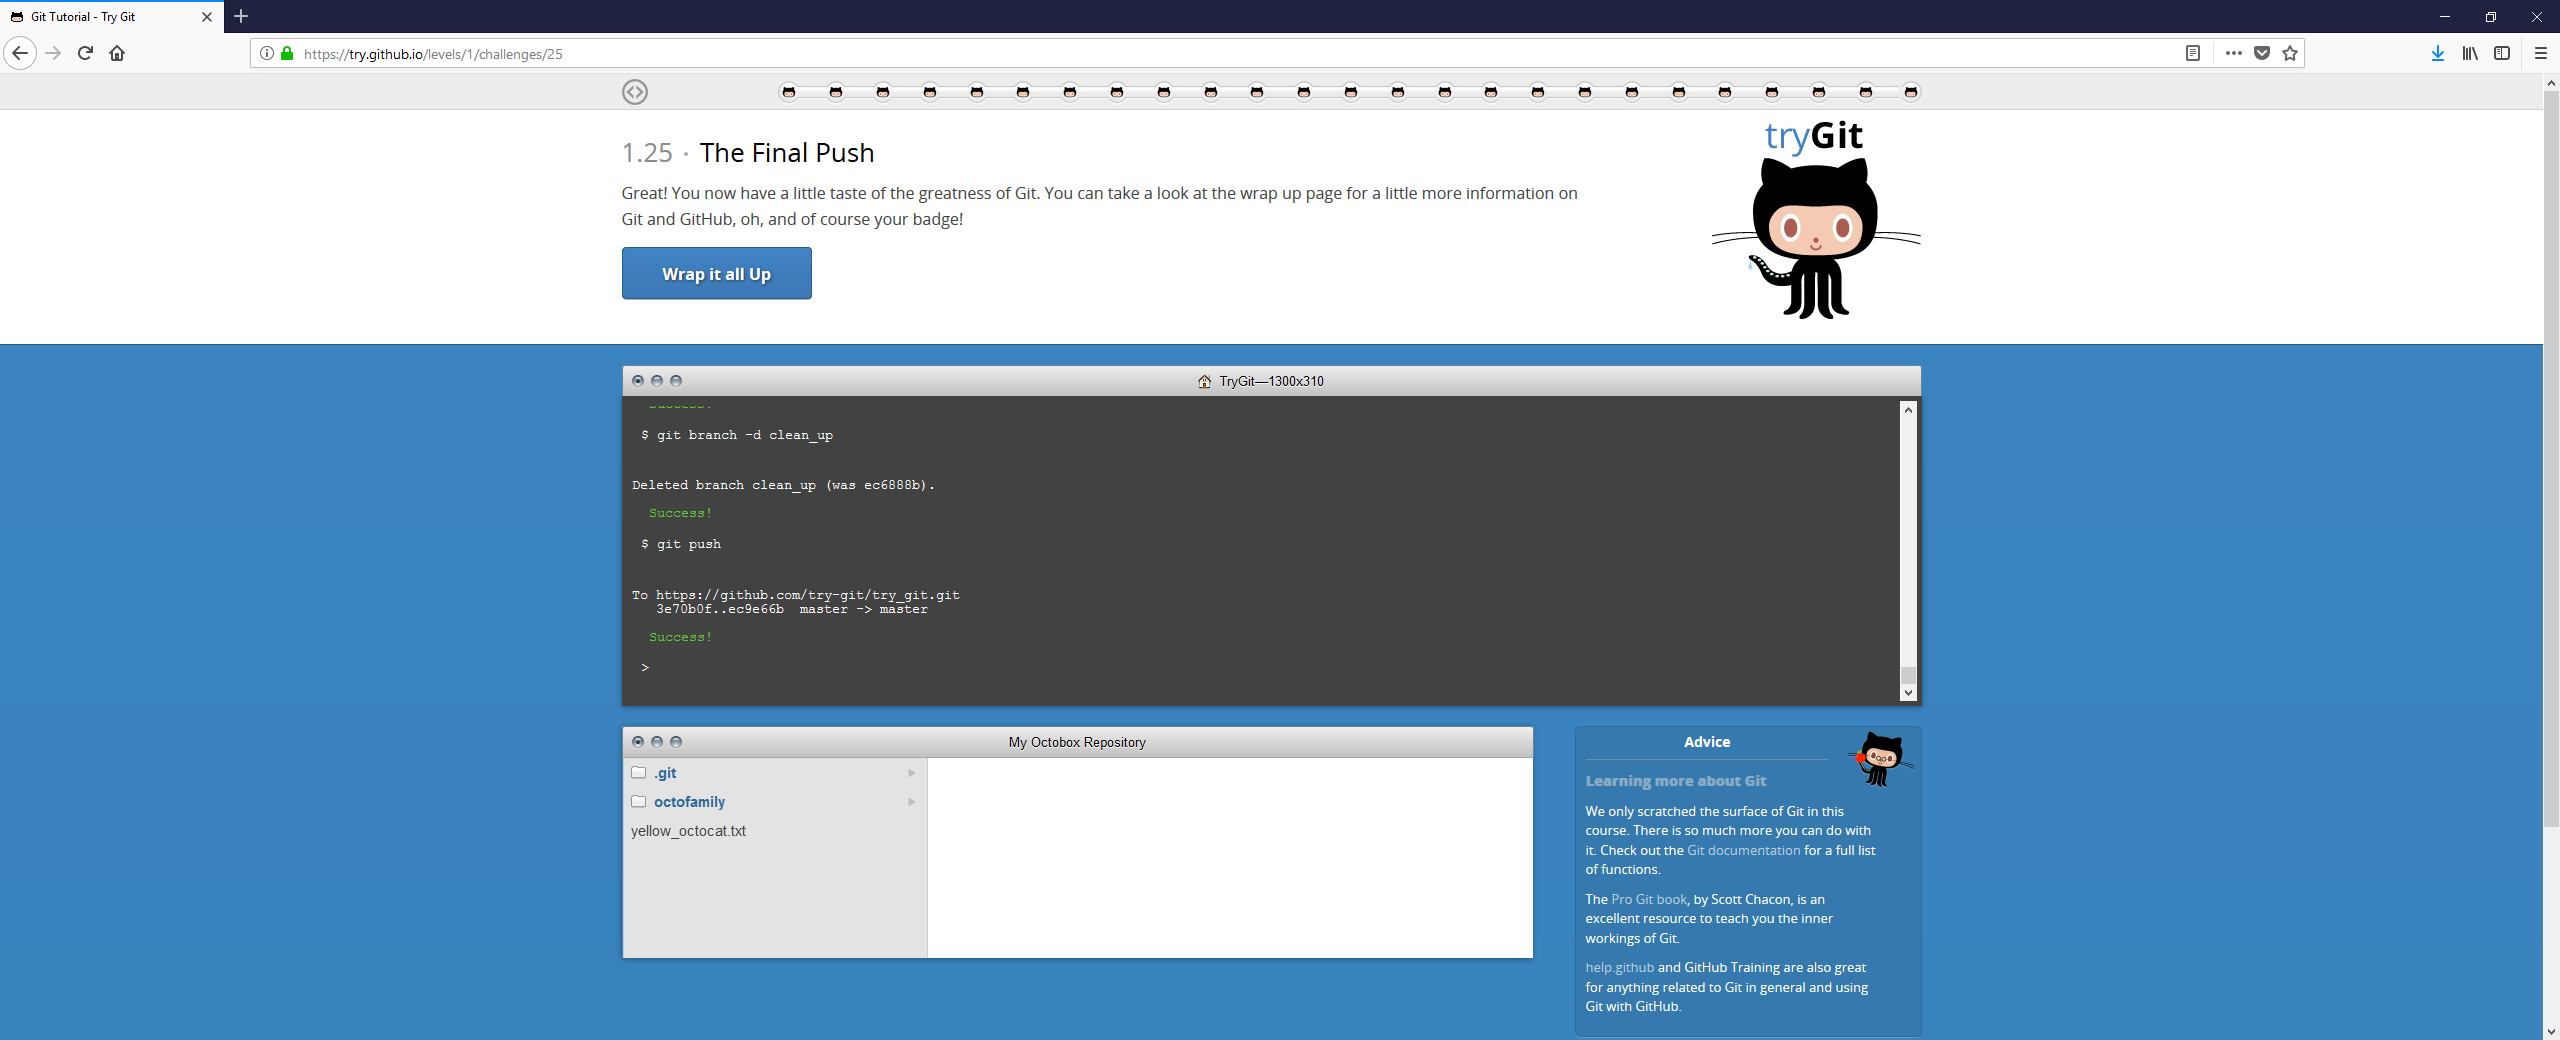 Git Tutorial - Try Git
https://try.github.io/levels/1/challenges/25
tryGit
1.25 · The Final Push
Great! You now have a little taste of the greatness of Git. You can take a look at the wrap up page for a little more information on
Git and GitHub, oh, and of course your badge!
Wrap it all Up
TryGit—1300x310
Success!
$ git branch -d clean_up
Deleted branch clean_up (was ec6888b).
Success!
$ git push
To https://github.com/try-git/try_git.git
3e70b0f..ec9e66b  master -> master
Success!
>
My Octobox Repository
.git
octofamily
yellow_octocat.txt
Advice
Learning more about Git
We only scratched the surface of Git in this
course. There is so much more you can do with
it. Check out the Git documentation for a full list
of functions.
The Pro Git book, by Scott Chacon, is an
excellent resource to teach you the inner
workings of Git.
help.github and GitHub Training are also great
for anything related to Git in general and using
Git with GitHub.